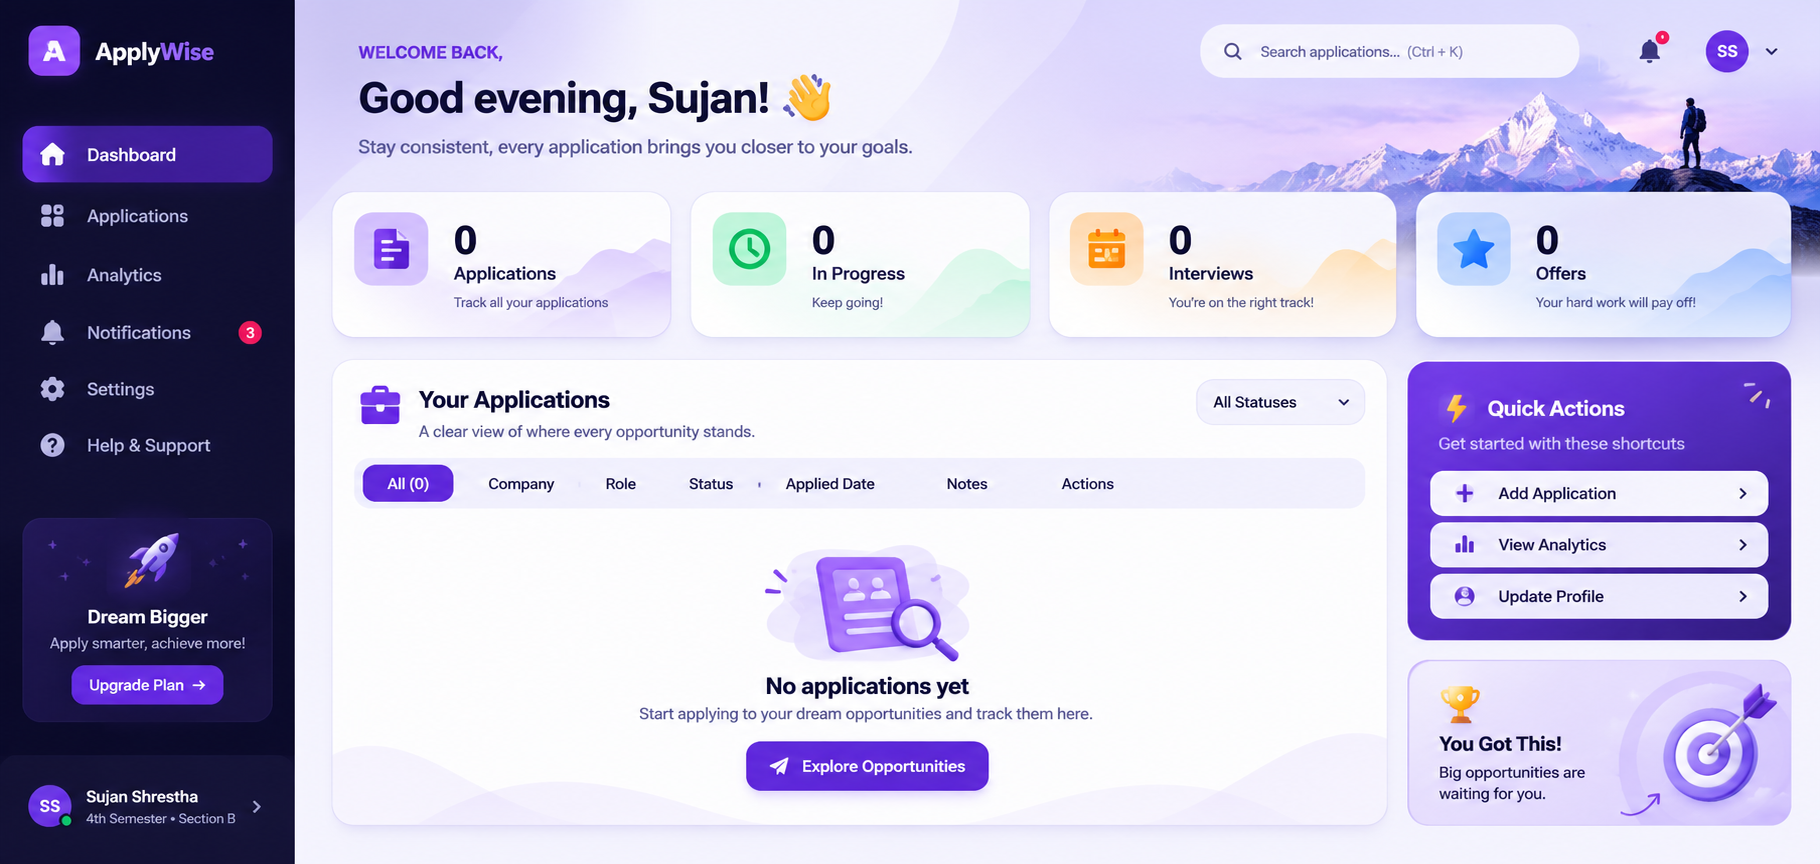 A ApplyWise
Dashboard
Applications
Analytics
Notifications 3
Settings
Help & Support
Dream Bigger
Apply smarter, achieve more!
Upgrade Plan →
SS
Sujan Shrestha
4th Semester • Section B
WELCOME BACK,
Good evening, Sujan! 👋
Stay consistent, every application brings you closer to your goals.
Search applications... (Ctrl + K)
SS
0
Applications
Track all your applications
0
In Progress
Keep going!
0
Interviews
You're on the right track!
0
Offers
Your hard work will pay off!
Your Applications
A clear view of where every opportunity stands.
All Statuses
All (0) Company Role Status Applied Date Notes Actions
No applications yet
Start applying to your dream opportunities and track them here.
Explore Opportunities
Quick Actions
Get started with these shortcuts
Add Application
View Analytics
Update Profile
You Got This!
Big opportunities are
waiting for you.